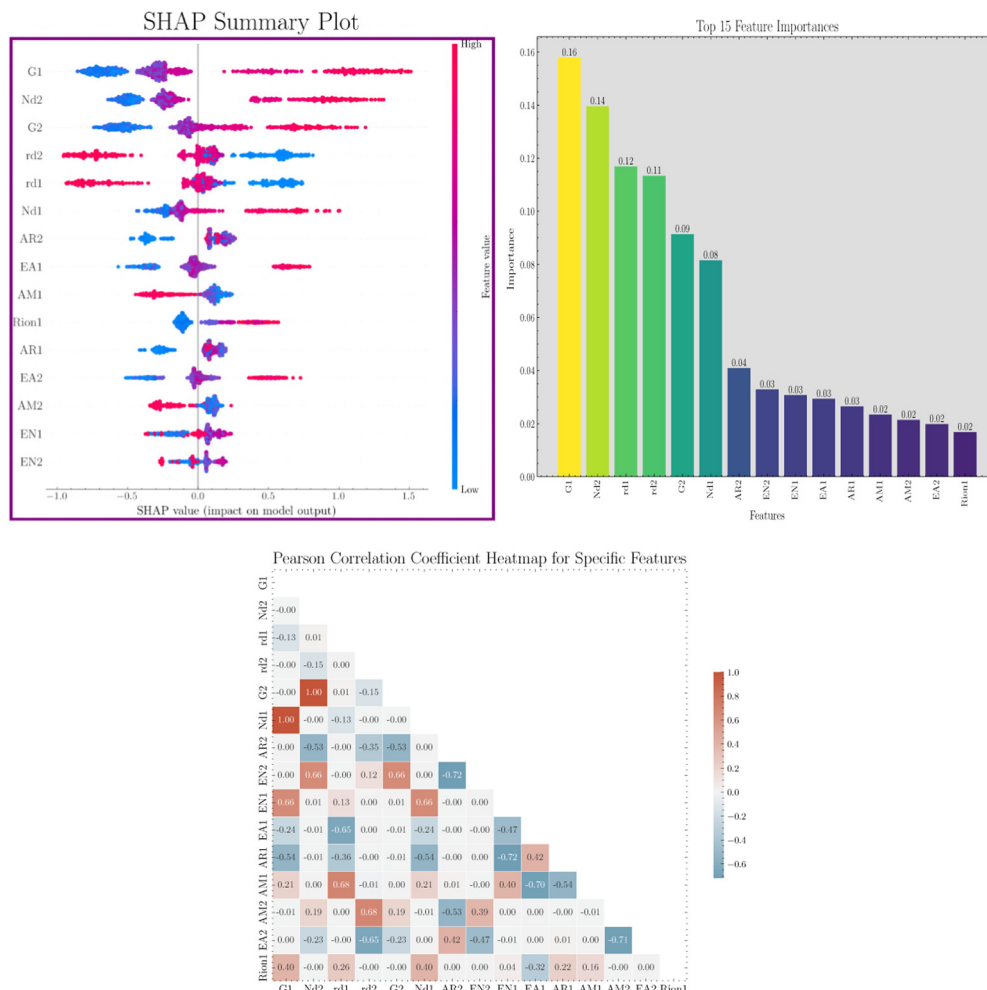 SHAP Summary Plot
High
G1
Nd2
G2
rd2
rd1
Nd1
AR2
EA1
AM1
Rion1
AR1
EA2
AM2
EN1
EN2
Feature value
Low
−1.0 −0.5 0.0 0.5 1.0 1.5
SHAP value (impact on model output)
Top 15 Feature Importances
0.16
0.14
0.12
0.10
0.08
0.06
0.04
0.02
0.00
Importance
0.16 0.14 0.12 0.11 0.09 0.08 0.04 0.03 0.03 0.03 0.03 0.02 0.02 0.02 0.02
G1 Nd2 rd1 rd2 G2 Nd1 AR2 EN2 EN1 EA1 AR1 AM1 AM2 EA2 Rion1
Features
Pearson Correlation Coefficient Heatmap for Specific Features
G1
Nd2 -0.00
rd1 -0.13 0.01
rd2 -0.00 -0.15 0.00
G2 -0.00 1.00 0.01 -0.15
Nd1 1.00 -0.00 -0.13 -0.00 -0.00
AR2 0.00 -0.53 -0.00 -0.35 -0.53 0.00
EN2 0.00 0.66 -0.00 0.12 0.66 0.00 -0.72
EN1 0.66 0.01 0.13 0.00 0.01 0.66 -0.00 0.00
EA1 -0.24 -0.01 -0.65 0.00 -0.01 -0.24 -0.00 -0.00 -0.47
AR1 -0.54 -0.01 -0.36 -0.00 -0.01 -0.54 -0.00 -0.00 -0.72 0.42
AM1 0.21 0.00 0.68 -0.01 0.00 0.21 0.01 -0.00 0.40 -0.70 -0.54
AM2 -0.01 0.19 0.00 0.68 0.19 -0.01 -0.53 0.39 0.00 0.00 -0.00 -0.01
EA2 0.00 -0.23 -0.00 -0.65 -0.23 0.00 0.42 -0.47 -0.01 0.00 0.01 0.00 -0.71
Rion1 0.40 -0.00 0.26 -0.00 -0.00 0.40 0.00 0.00 0.04 -0.32 0.22 0.16 -0.00 0.00
G1 Nd2 rd1 rd2 G2 Nd1 AR2 EN2 EN1 EA1 AR1 AM1 AM2 EA2 Rion1
1.0
0.8
0.6
0.4
0.2
0.0
−0.2
−0.4
−0.6